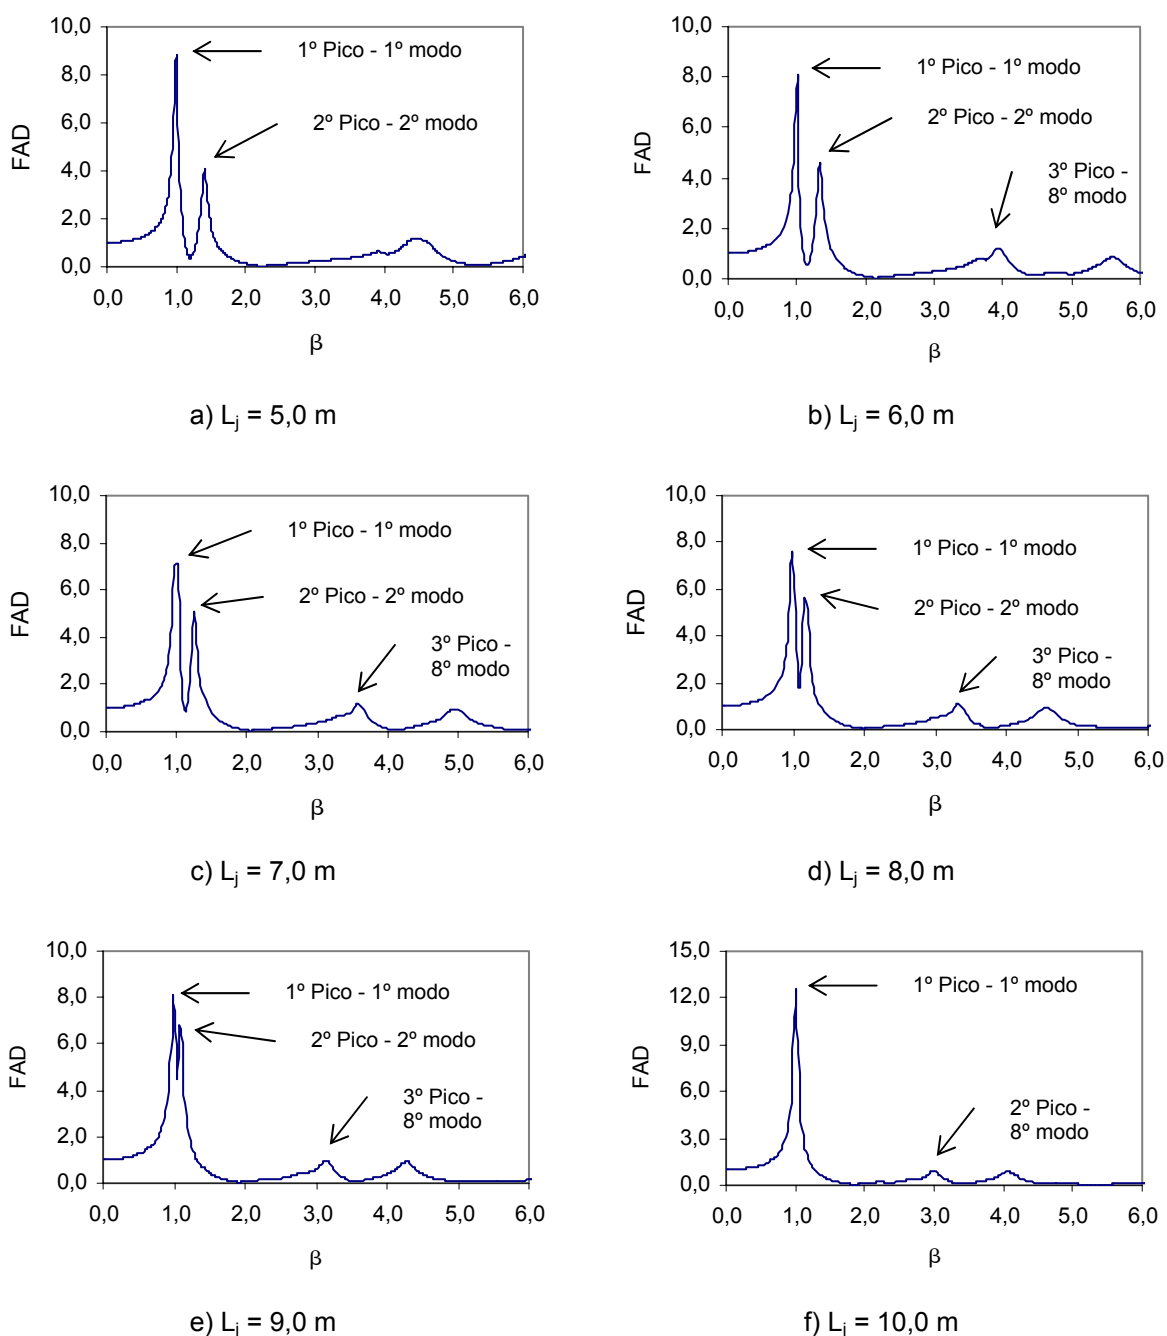 10,0
8,0
6,0
4,0
2,0
0,0
FAD
1º Pico - 1º modo
2º Pico - 2º modo
0,0 1,0 2,0 3,0 4,0 5,0 6,0
β
a) Lj = 5,0 m
10,0
8,0
6,0
4,0
2,0
0,0
FAD
1º Pico - 1º modo
2º Pico - 2º modo
3º Pico -
8º modo
0,0 1,0 2,0 3,0 4,0 5,0 6,0
β
b) Lj = 6,0 m
10,0
8,0
6,0
4,0
2,0
0,0
FAD
1º Pico - 1º modo
2º Pico - 2º modo
3º Pico -
8º modo
0,0 1,0 2,0 3,0 4,0 5,0 6,0
β
c) Lj = 7,0 m
10,0
8,0
6,0
4,0
2,0
0,0
FAD
1º Pico - 1º modo
2º Pico - 2º modo
3º Pico -
8º modo
0,0 1,0 2,0 3,0 4,0 5,0 6,0
β
d) Lj = 8,0 m
10,0
8,0
6,0
4,0
2,0
0,0
FAD
1º Pico - 1º modo
2º Pico - 2º modo
3º Pico -
8º modo
0,0 1,0 2,0 3,0 4,0 5,0 6,0
β
e) Lj = 9,0 m
15,0
12,0
9,0
6,0
3,0
0,0
FAD
1º Pico - 1º modo
2º Pico -
8º modo
0,0 1,0 2,0 3,0 4,0 5,0 6,0
β
f) Lj = 10,0 m